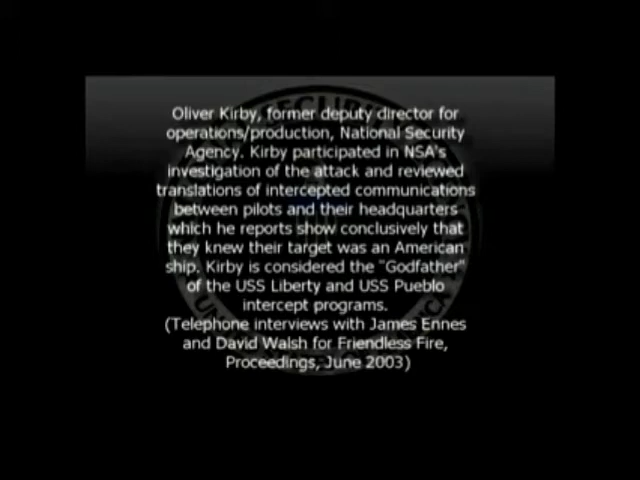 Oliver Kirby, former deputy director for
operations/production, National Security
Agency. Kirby participated in NSA's
investigation of the attack and reviewed
translations of intercepted communications
between pilots and their headquarters
which he reports show conclusively that
they knew their target was an American
ship. Kirby is considered the "Godfather"
of the USS Liberty and USS Pueblo
intercept programs.
(Telephone interviews with James Ennes
and David Walsh for Friendless Fire,
Proceedings, June 2003)